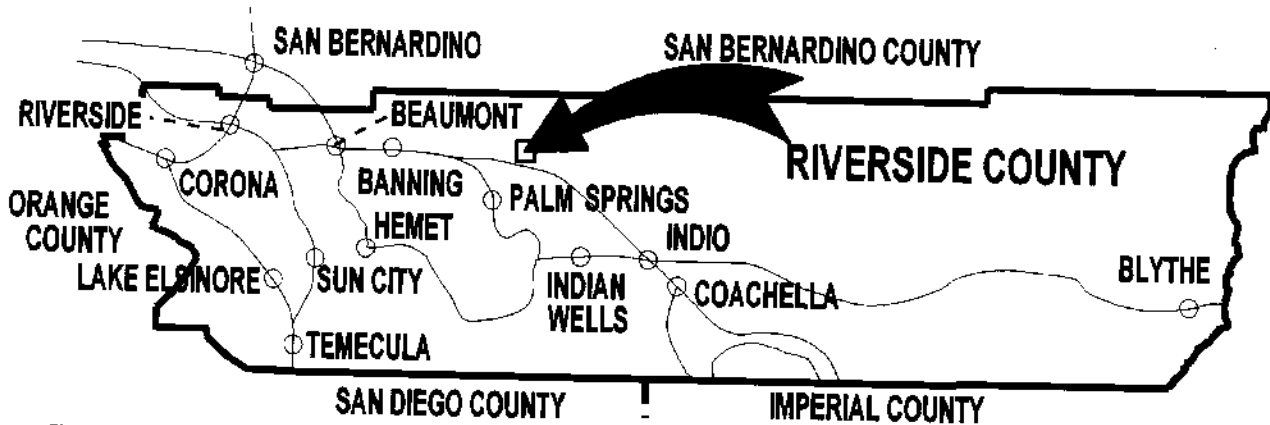 SAN BERNARDINO
SAN BERNARDINO COUNTY
RIVERSIDE
BEAUMONT
RIVERSIDE COUNTY
CORONA
BANNING
PALM SPRINGS
ORANGE
COUNTY
HEMET
INDIO
LAKE ELSINORE
SUN CITY
INDIAN
WELLS
COACHELLA
BLYTHE
TEMECULA
SAN DIEGO COUNTY
IMPERIAL COUNTY